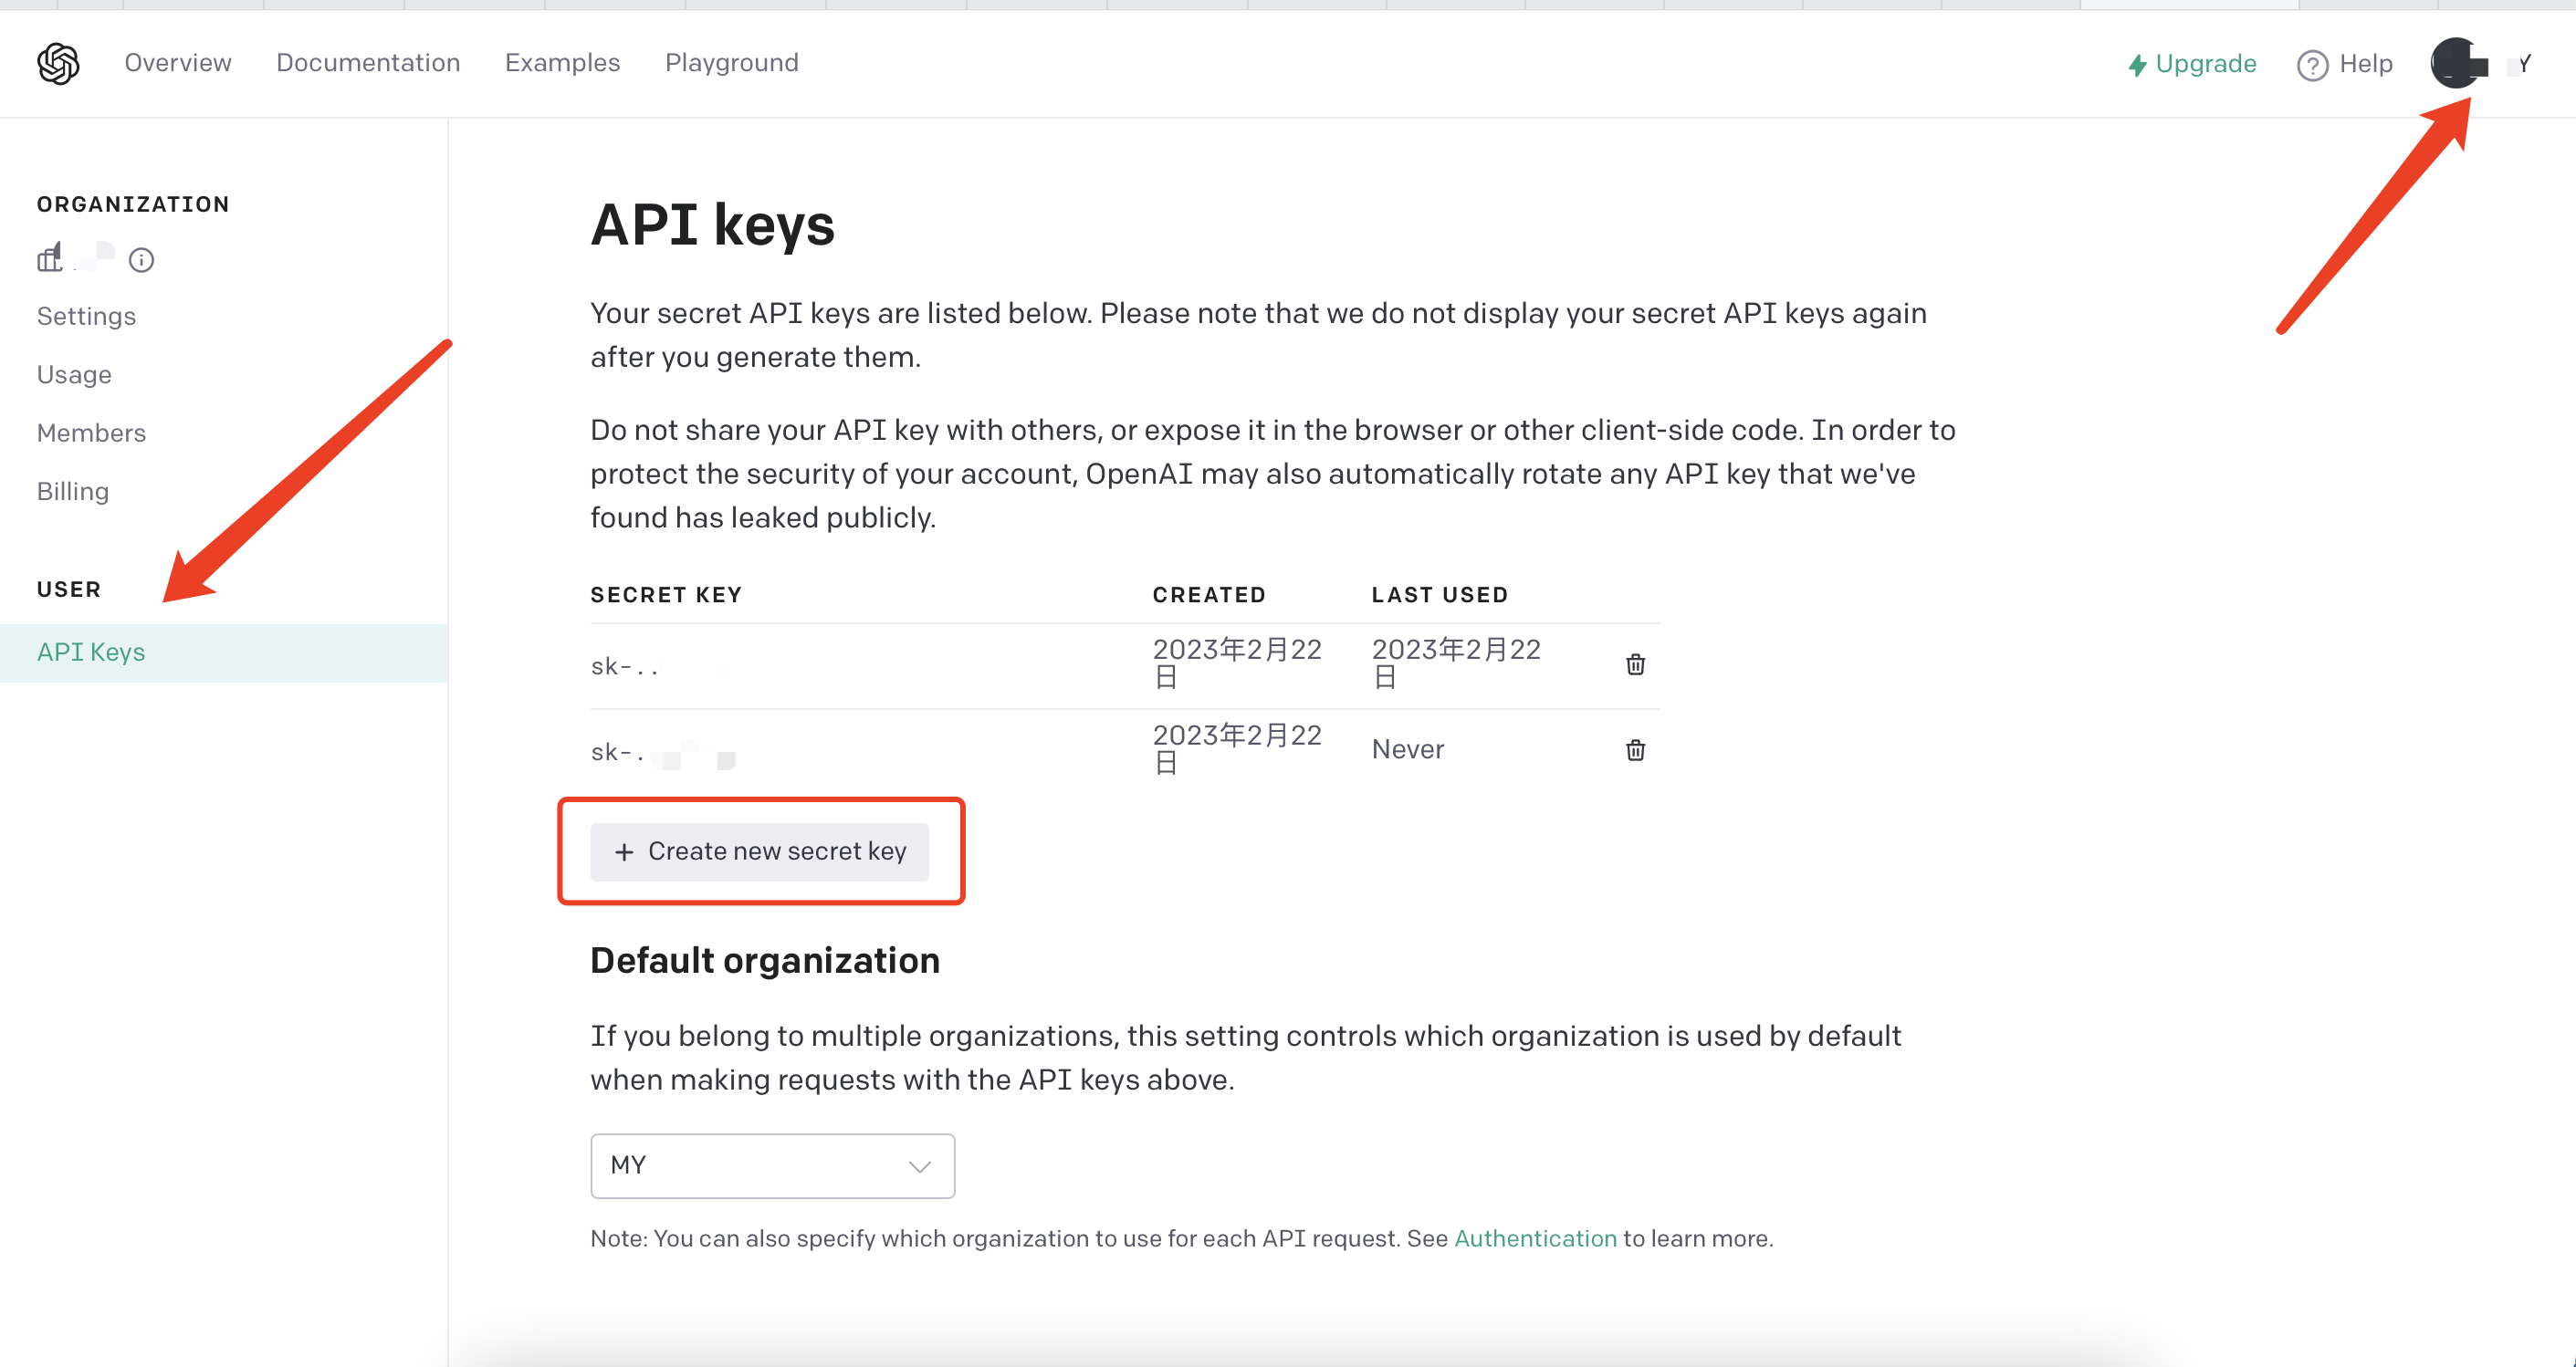 Overview Documentation Examples Playground Upgrade Help Y
ORGANIZATION
Settings
Usage
Members
Billing
USER
API Keys
API keys
Your secret API keys are listed below. Please note that we do not display your secret API keys again
after you generate them.
Do not share your API key with others, or expose it in the browser or other client-side code. In order to
protect the security of your account, OpenAI may also automatically rotate any API key that we've
found has leaked publicly.
SECRET KEY CREATED LAST USED
sk-.. 2023年2月22日 2023年2月22日
sk-. 2023年2月22日 Never
+ Create new secret key
Default organization
If you belong to multiple organizations, this setting controls which organization is used by default
when making requests with the API keys above.
MY
Note: You can also specify which organization to use for each API request. See Authentication to learn more.